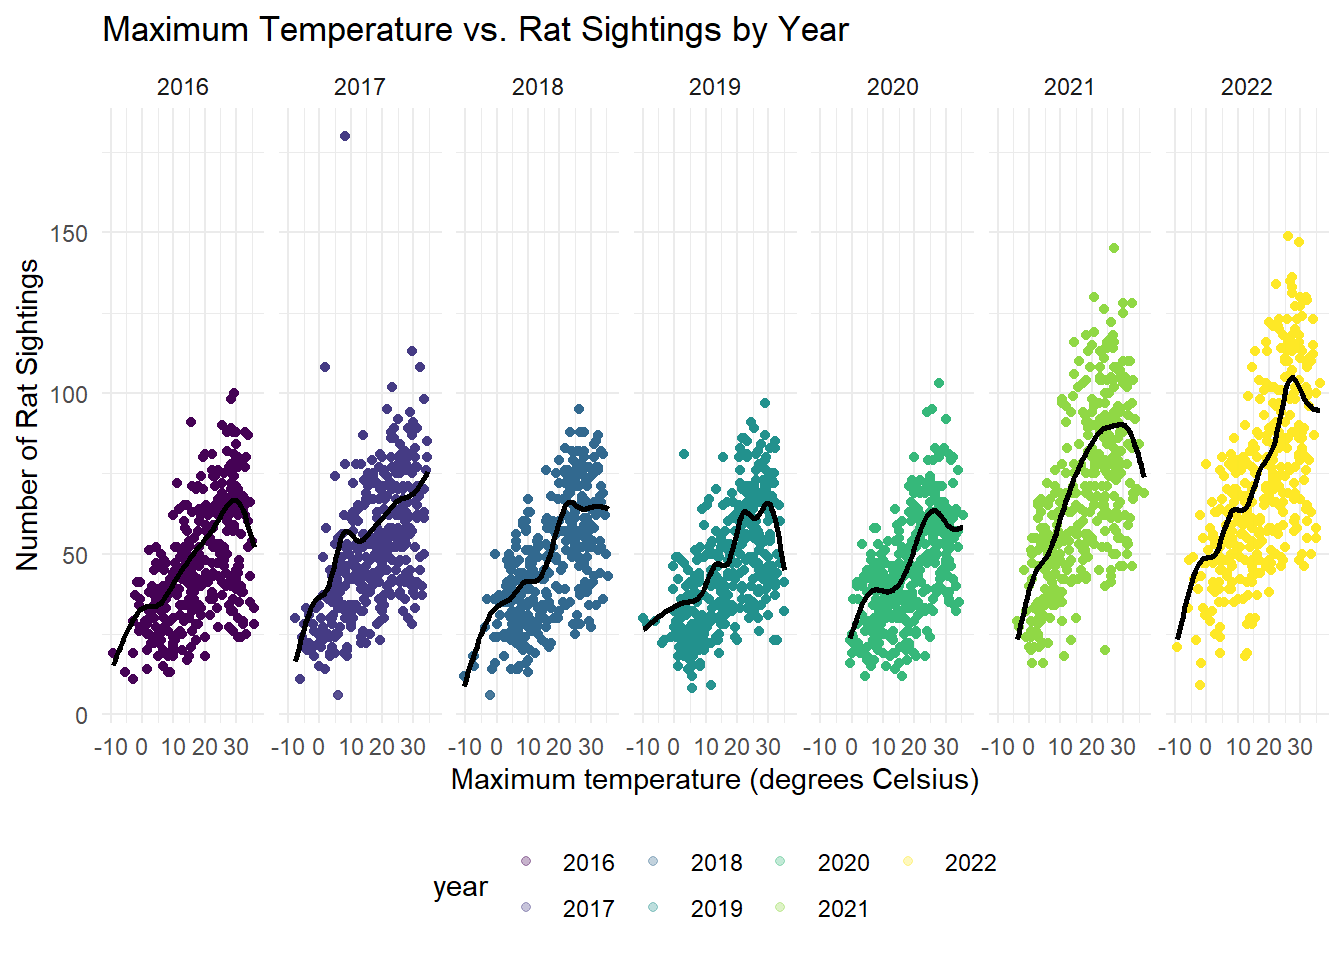 Maximum Temperature vs. Rat Sightings by Year
2016 2017 2018 2019 2020 2021 2022
Number of Rat Sightings
150
100
50
0
-10 0 10 20 30 -10 0 10 20 30 -10 0 10 20 30 -10 0 10 20 30 -10 0 10 20 30 -10 0 10 20 30 -10 0 10 20 30
Maximum temperature (degrees Celsius)
year
2016 2018 2020 2022
2017 2019 2021